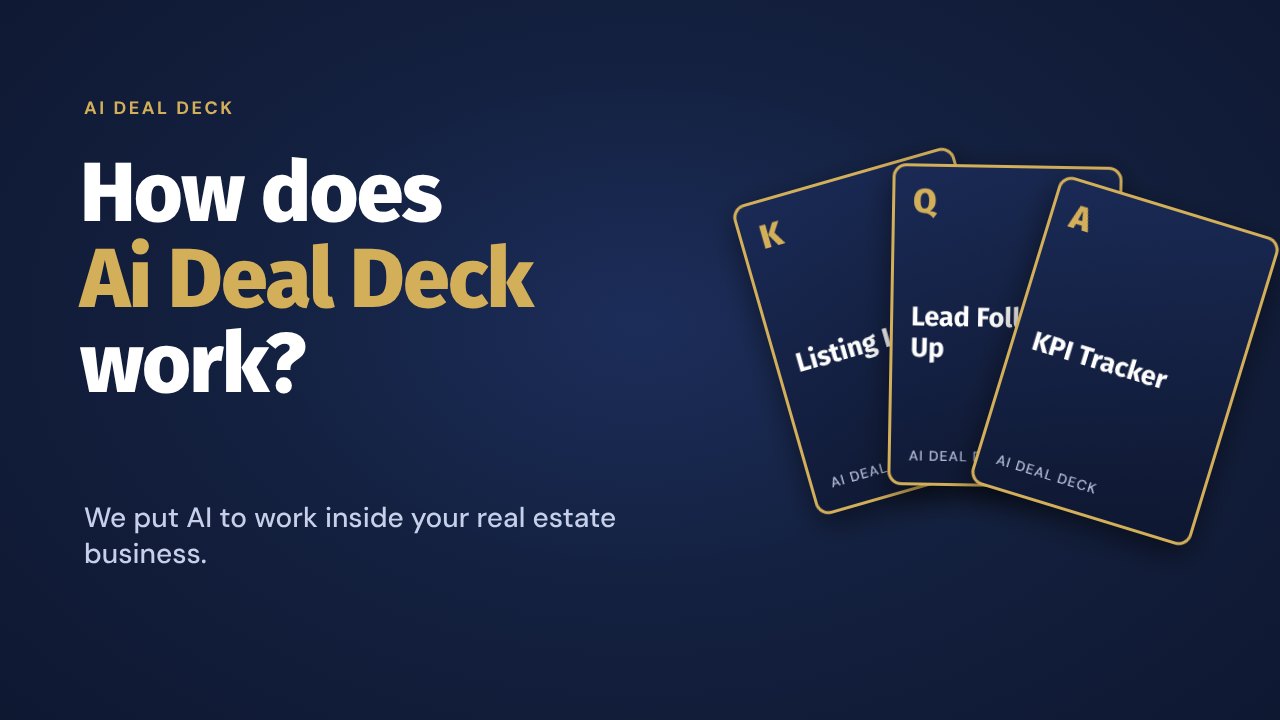 AI DEAL DECK
How does
Ai Deal Deck
work?
We put AI to work inside your real estate
business.
K
Listing
AI DEAL
Q
Lead Foll
Up
AI DEAL
A
KPI Tracker
AI DEAL DECK